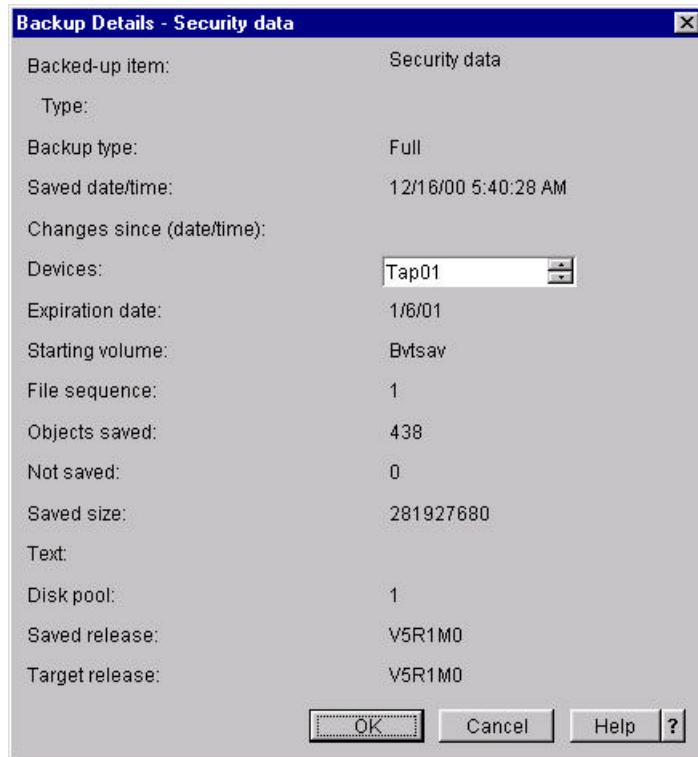 Backup Details - Security data
Backed-up item: Security data
Type:
Backup type: Full
Saved date/time: 12/16/00 5:40:28 AM
Changes since (date/time):
Devices: Tap01
Expiration date: 1/6/01
Starting volume: Bvtsav
File sequence: 1
Objects saved: 438
Not saved: 0
Saved size: 281927680
Text:
Disk pool: 1
Saved release: V5R1M0
Target release: V5R1M0
OK Cancel Help ?